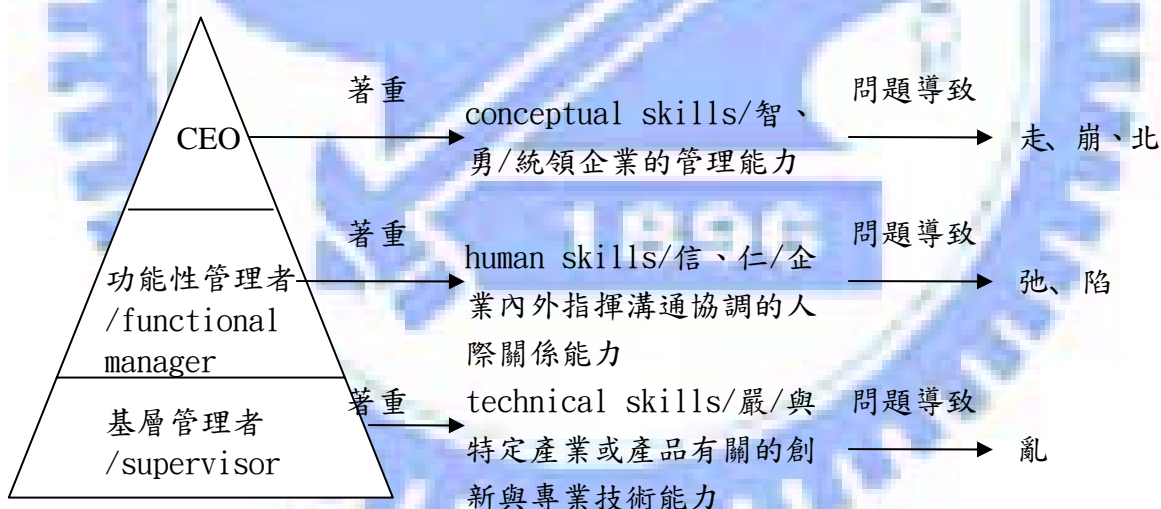 CEO
著重
conceptual skills/智、
勇/統領企業的管理能力
問題導致
走、崩、北
功能性管理者
/functional
manager
著重
human skills/信、仁/企
業內外指揮溝通協調的人
際關係能力
問題導致
弛、陷
基層管理者
/supervisor
著重
technical skills/嚴/與
特定產業或產品有關的創
新與專業技術能力
問題導致
亂
1896